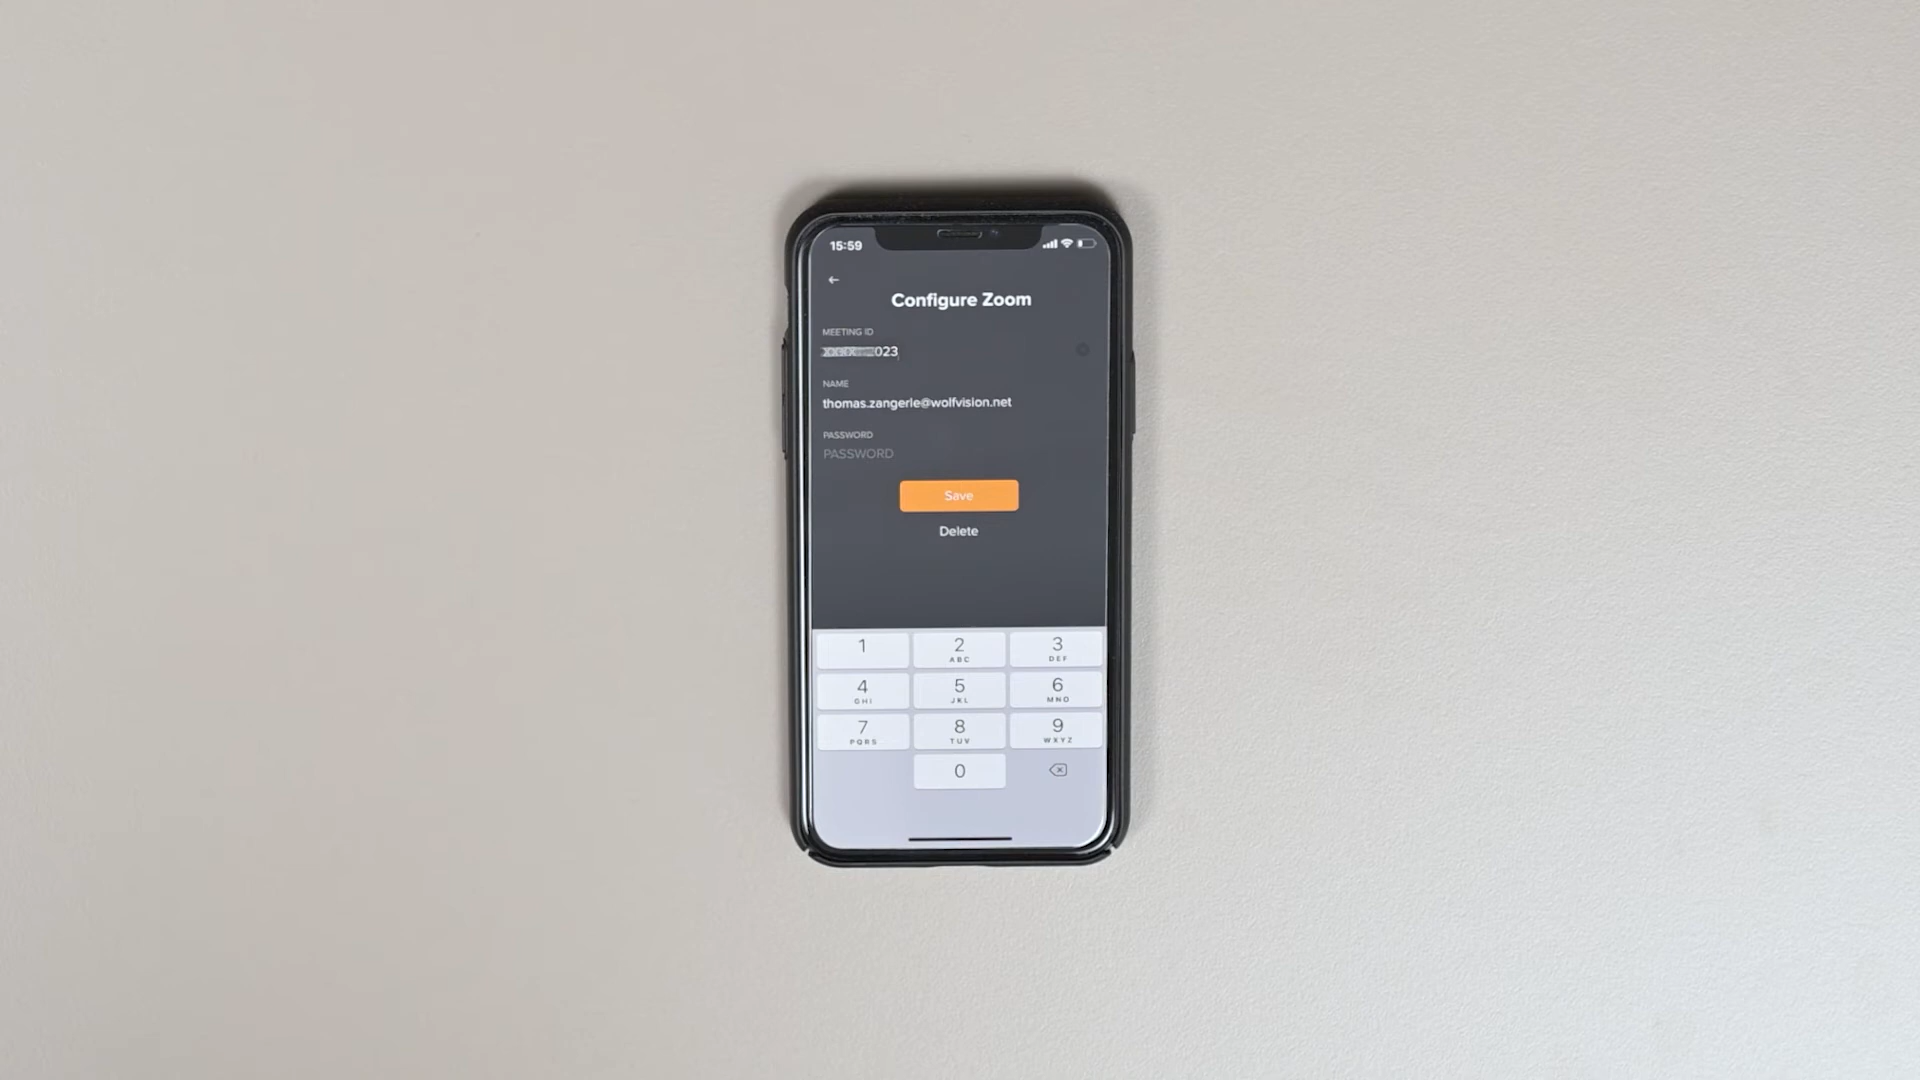 15:59
Configure Zoom
MEETING ID
023
NAME
thomas.zangerle@wolfvision.net
PASSWORD
PASSWORD
Save
Delete
1 2 3
ABC DEF
4 5 6
GHI JKL MNO
7 8 9
PQRS TUV WXYZ
0